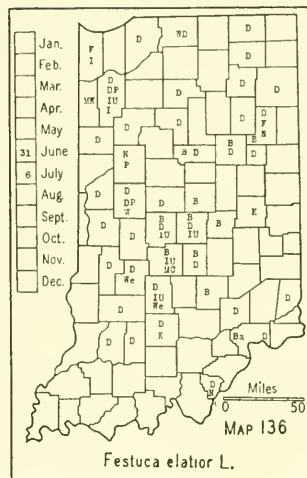 Jan.
Feb.
Mar.
Apr.
May
31 June
6 July
Aug.
Sept.
Oct.
Nov.
Dec.
F
I
ND
D
D
D
DP
IU
I
MK
D
D
D
D
D
F
N
D
D
B D
B
D
B
D
N
P
D
D
DP
W
B
D
IU
B
D
IU
B
K
D
D
B
IU
MC
B
D
D
We
D
IU
We
B
D
D
D
D
D
D
K
Ba
D
D
N
Miles
0 50
MAP 136
Festuca elatior L.